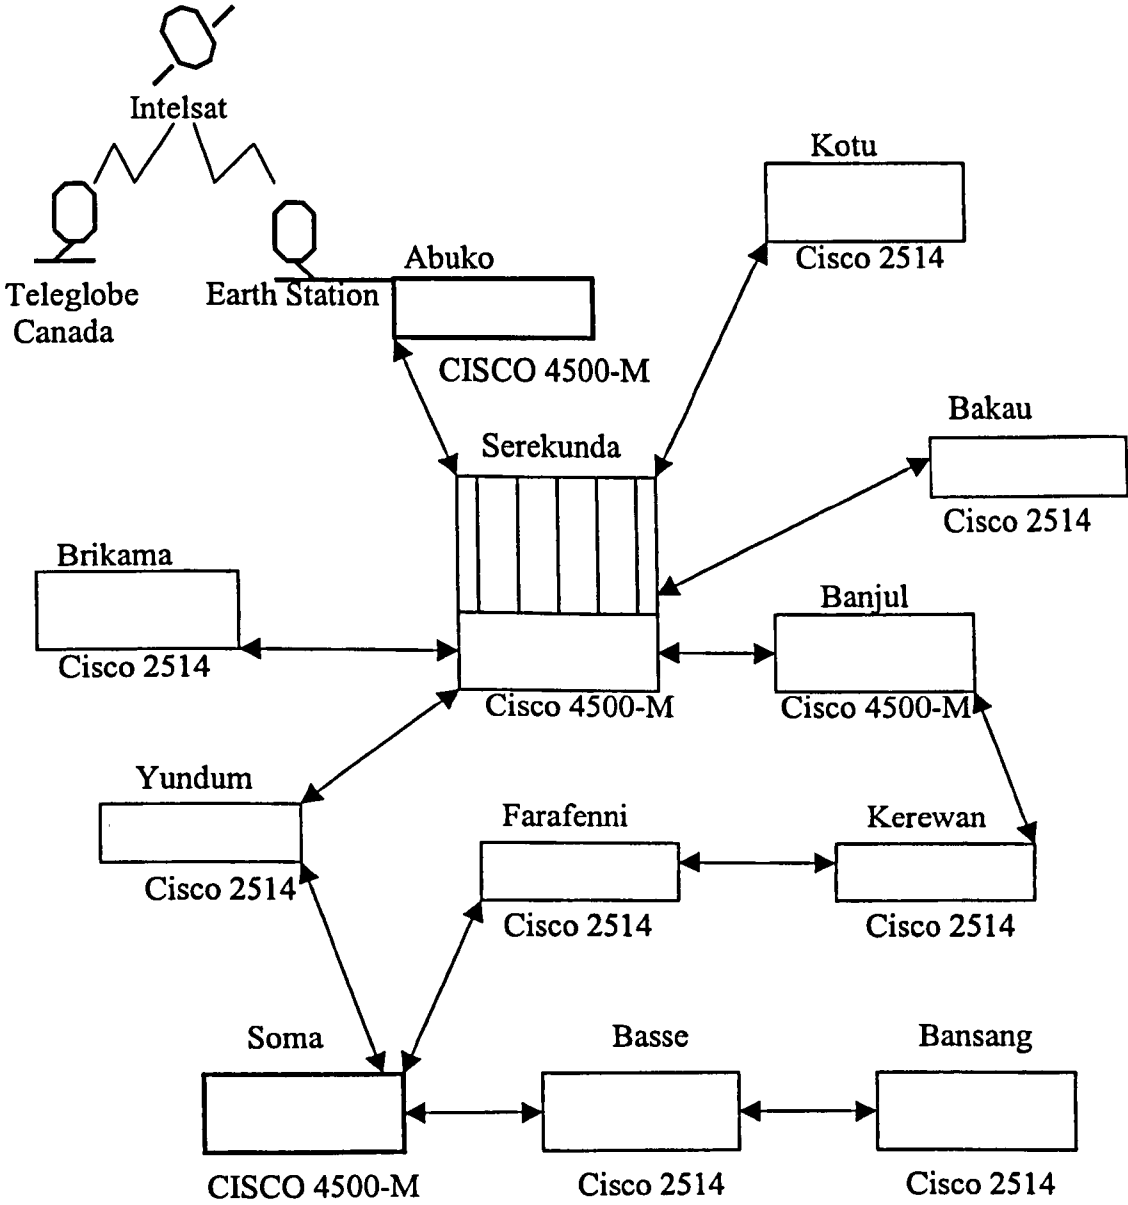 Intelsat
Kotu
Cisco 2514
Abuko
Teleglobe
Canada
Earth Station
CISCO 4500-M
Bakau
Cisco 2514
Serekunda
Brikama
Cisco 2514
Banjul
Cisco 4500-M
Cisco 4500-M
Yundum
Cisco 2514
Farafenni
Cisco 2514
Kerewan
Cisco 2514
Soma
CISCO 4500-M
Basse
Cisco 2514
Bansang
Cisco 2514